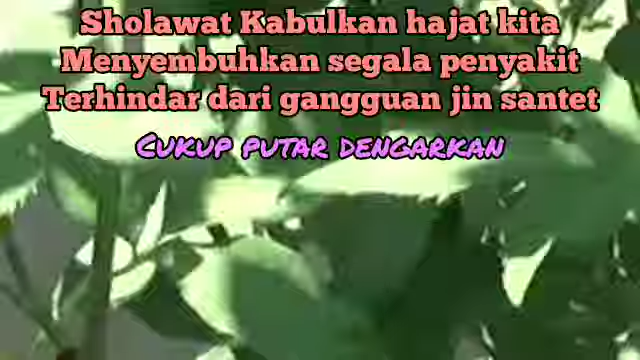 Sholawat Kabulkan hajat kita
Menyembuhkan segala penyakit
Terhindar dari gangguan jin santet
Cukup putar dengarkan